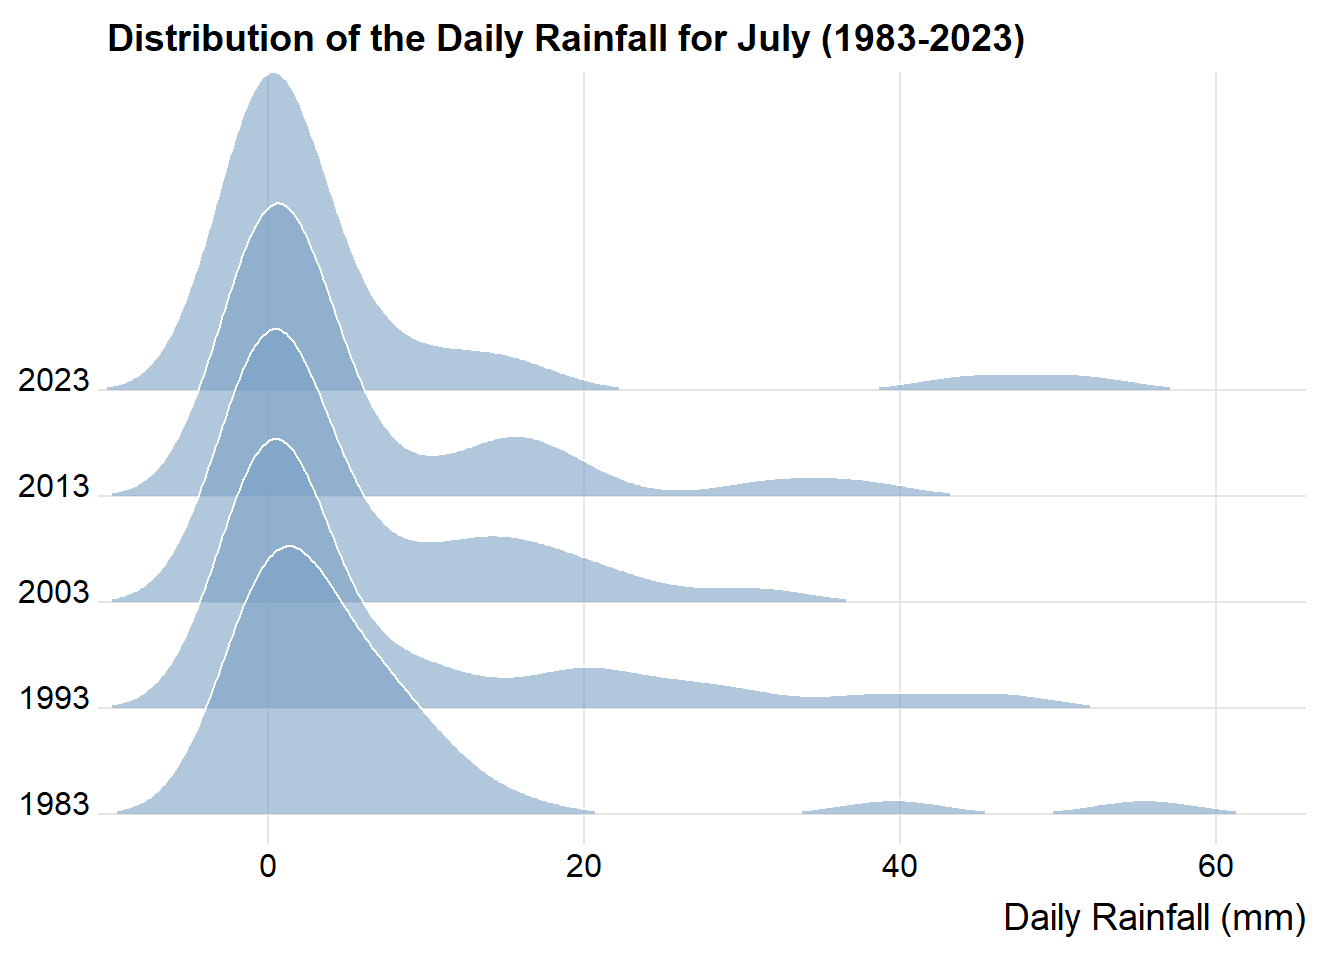 Distribution of the Daily Rainfall for July (1983-2023)
2023
2013
2003
1993
1983
0 20 40 60
Daily Rainfall (mm)